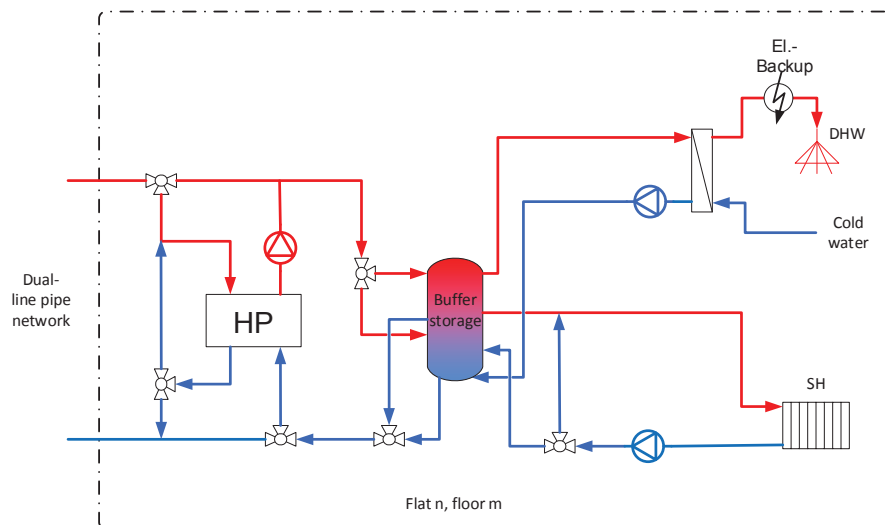 El.-
Backup
DHW
Cold
water
Dual-
line pipe
network
HP
Buffer
storage
SH
Flat n, floor m